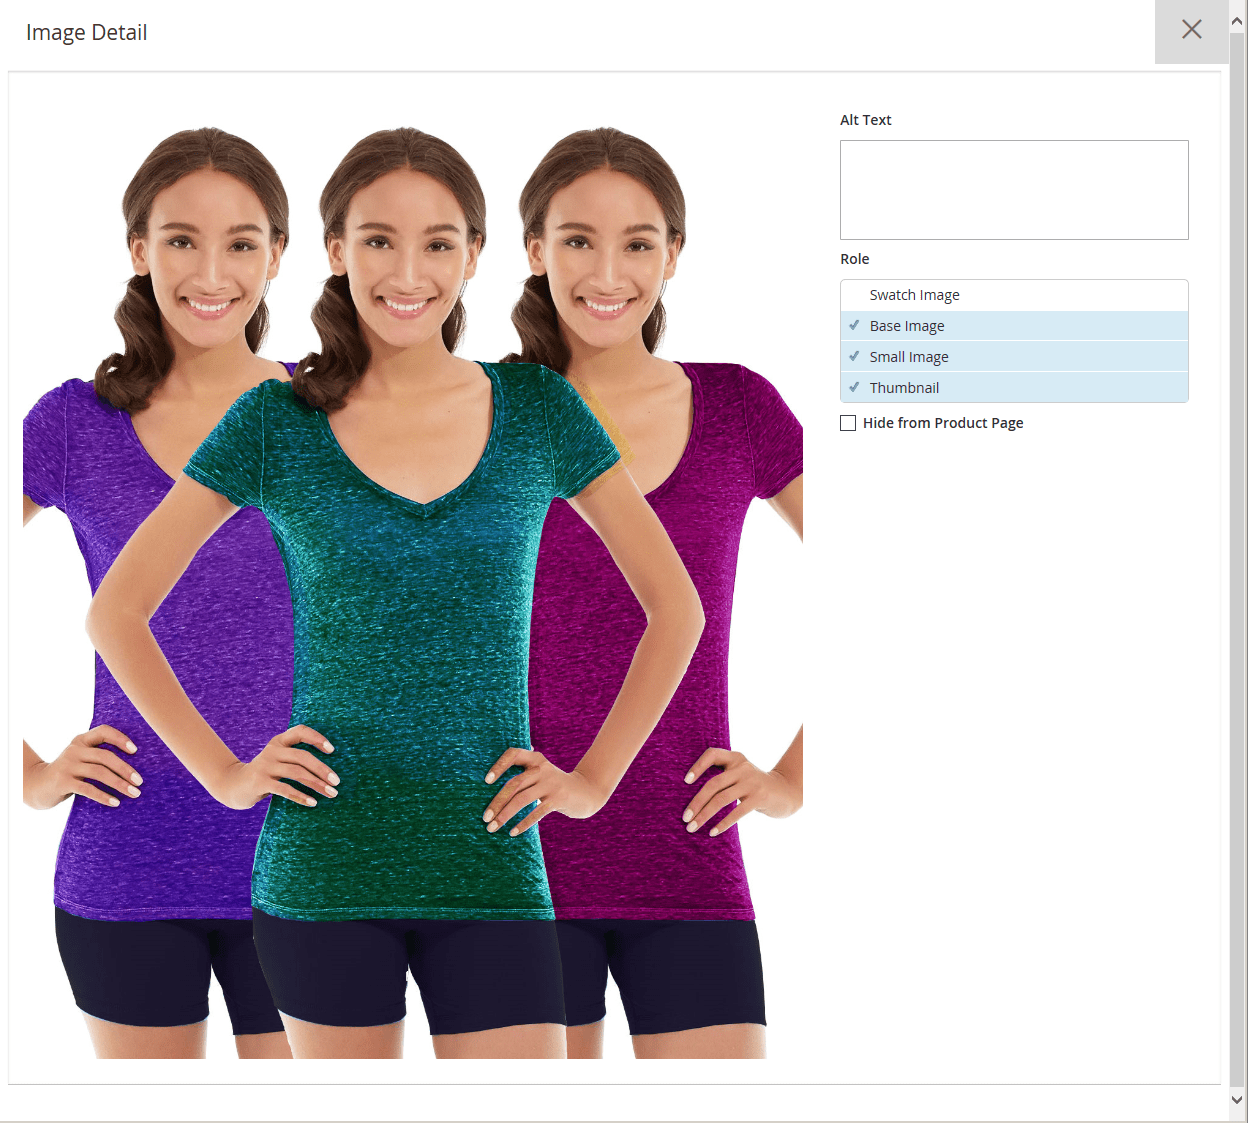 Image Detail
Alt Text
Role
Swatch Image
Base Image
Small Image
Thumbnail
Hide from Product Page